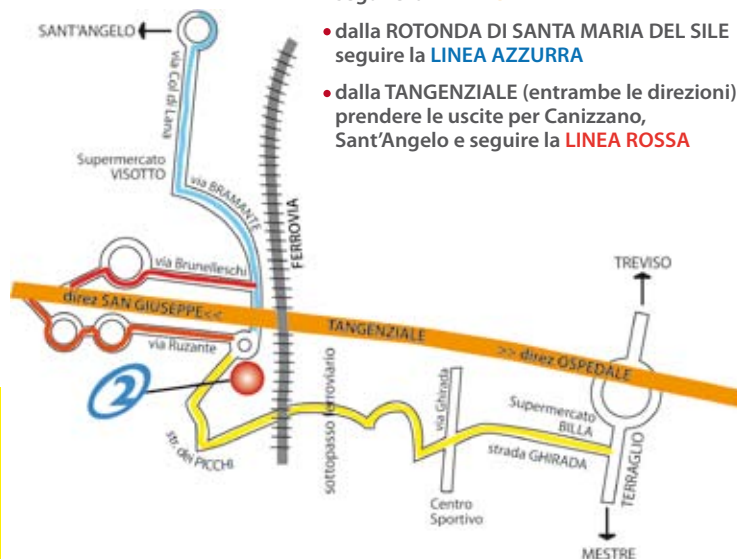 • dalla ROTONDA DI SANTA MARIA DEL SILE
seguire la LINEA AZZURRA
• dalla TANGENZIALE (entrambe le direzioni)
prendere le uscite per Canizzano,
Sant'Angelo e seguire la LINEA ROSSA
SANT'ANGELO
via Col di Lana
Supermercato
VISOTTO
via BRAMANTE
FERROVIA
via Brunelleschi
TREVISO
direz SAN GIUSEPPE<<
TANGENZIALE
>> direz OSPEDALE
via Ruzante
2
str. dei PICCHI
sottopasso ferroviario
via Ghirada
Supermercato
BILLA
strada GHIRADA
TERRAGLIO
Centro
Sportivo
MESTRE